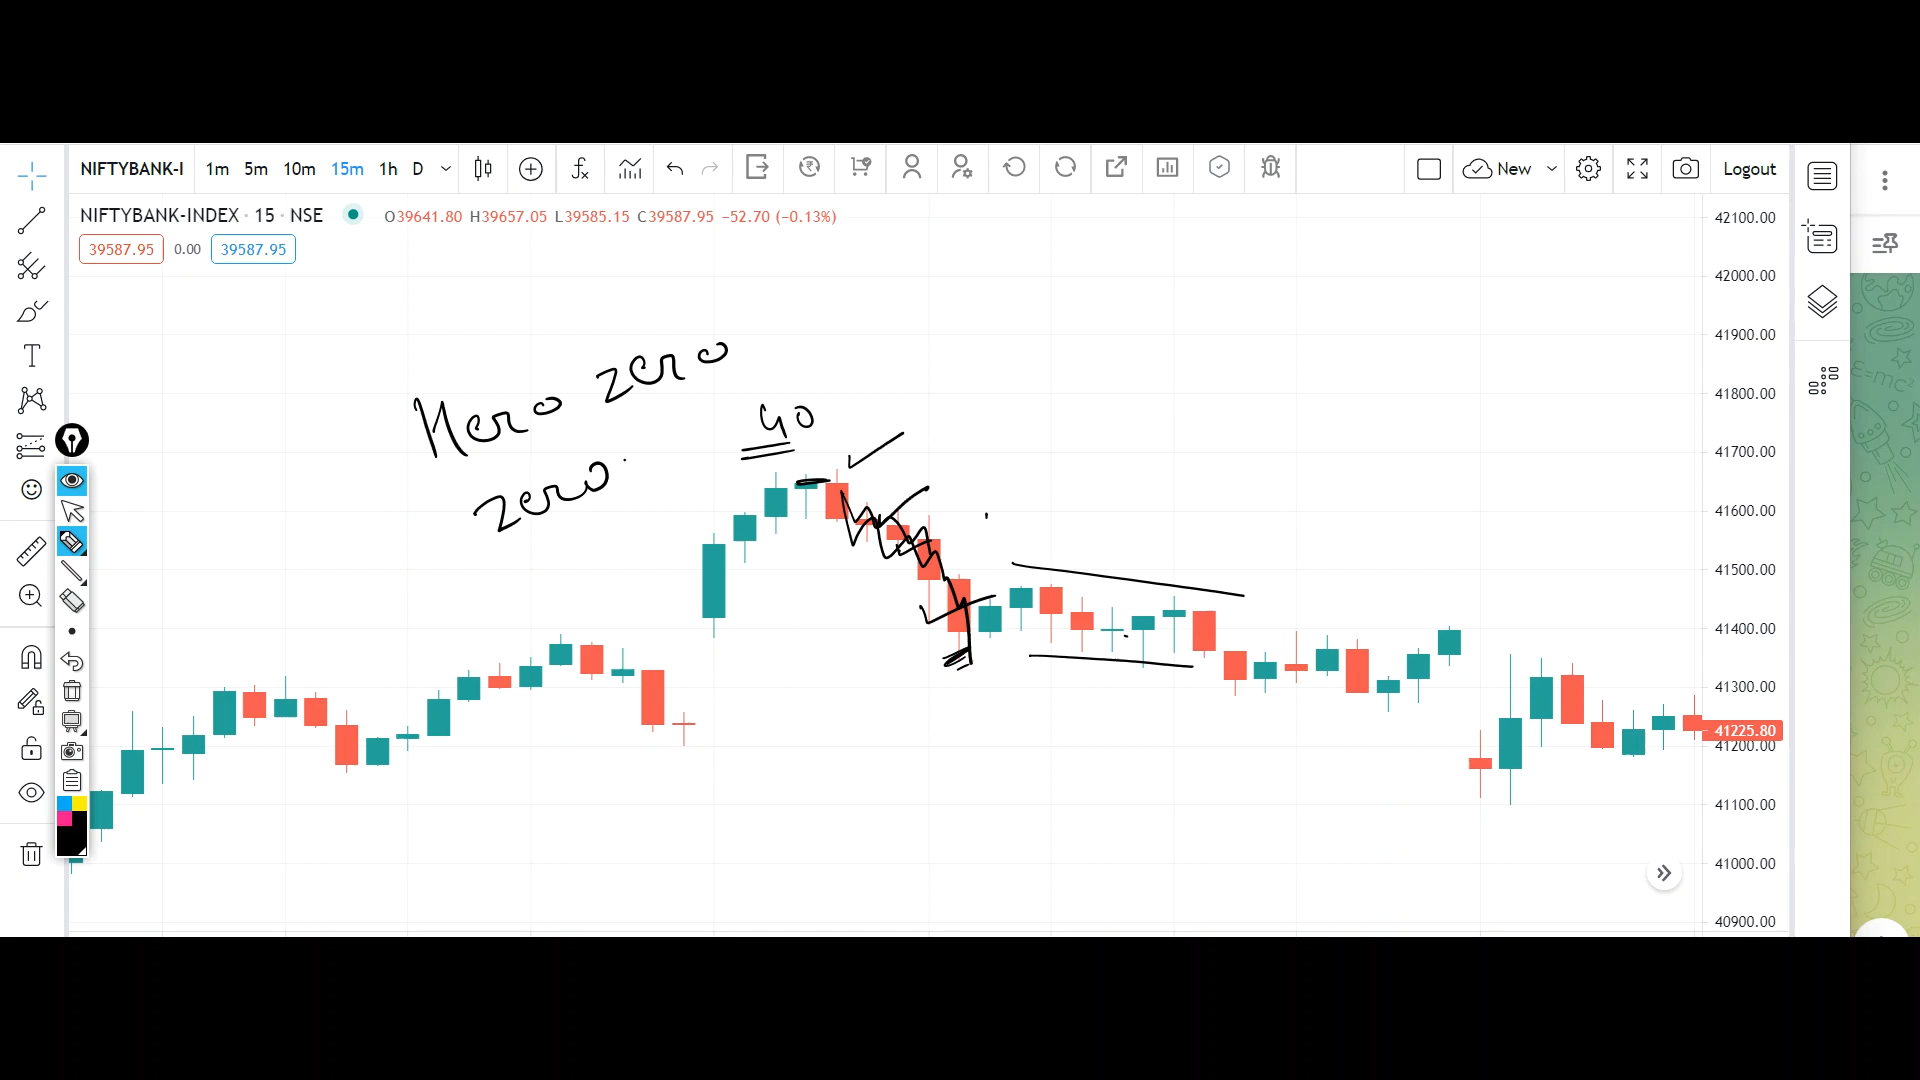 NIFTYBANK-I 1m 5m 10m 15m 1h D New Logout
NIFTYBANK-INDEX · 15 · NSE O39641.80 H39657.05 L39585.15 C39587.95 −52.70 (−0.13%)
39587.95 0.00 39587.95
Hero zero
zero.
40
42100.00
42000.00
41900.00
41800.00
41700.00
41600.00
41500.00
41400.00
41300.00
41225.80
41200.00
41100.00
41000.00
40900.00
E=mc²